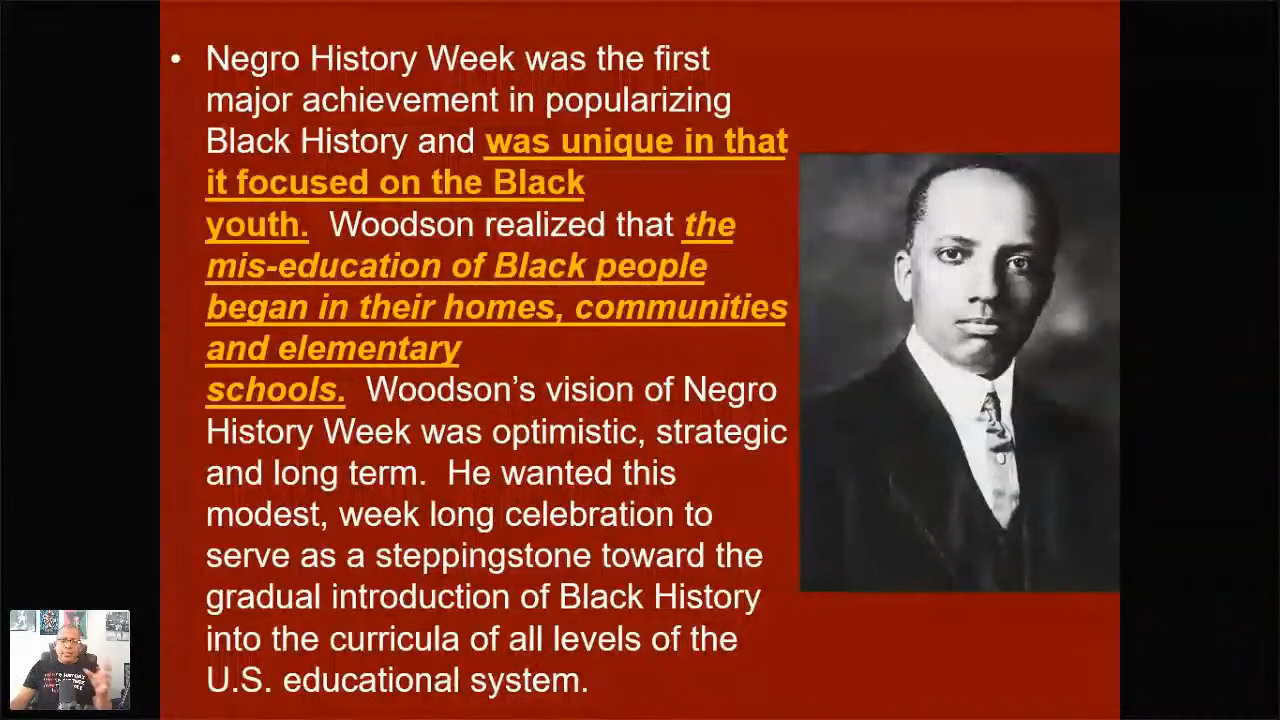 • Negro History Week was the first
major achievement in popularizing
Black History and was unique in that
it focused on the Black
youth.  Woodson realized that the
mis-education of Black people
began in their homes, communities
and elementary
schools.  Woodson’s vision of Negro
History Week was optimistic, strategic
and long term.  He wanted this
modest, week long celebration to
serve as a steppingstone toward the
gradual introduction of Black History
into the curricula of all levels of the
U.S. educational system.